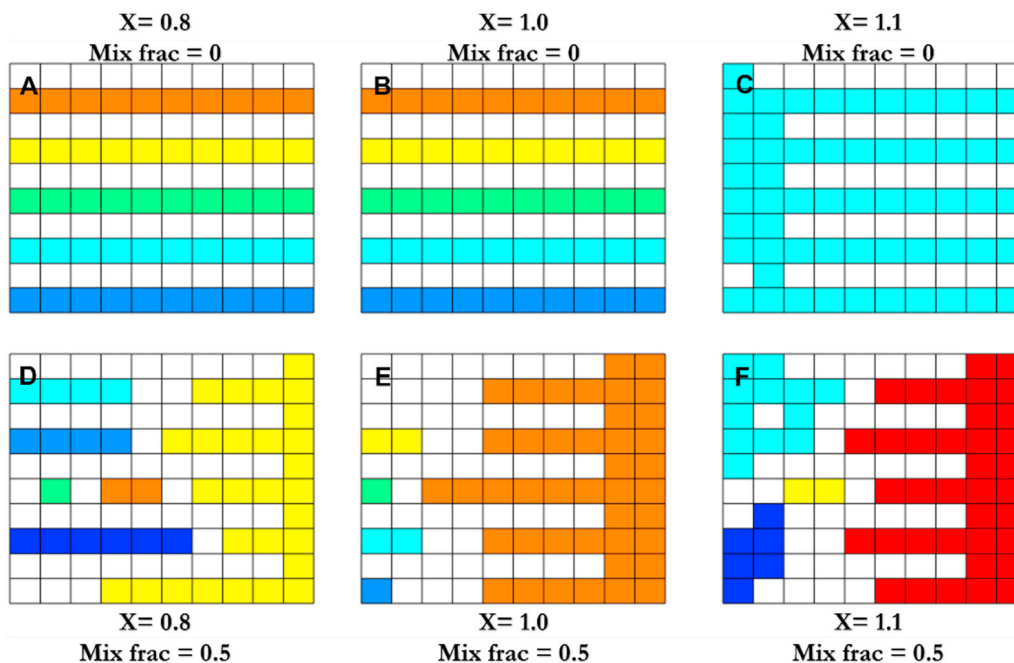 X= 0.8 X= 1.0 X= 1.1
Mix frac = 0 Mix frac = 0 Mix frac = 0
A B C
D E F
X= 0.8 X= 1.0 X= 1.1
Mix frac = 0.5 Mix frac = 0.5 Mix frac = 0.5